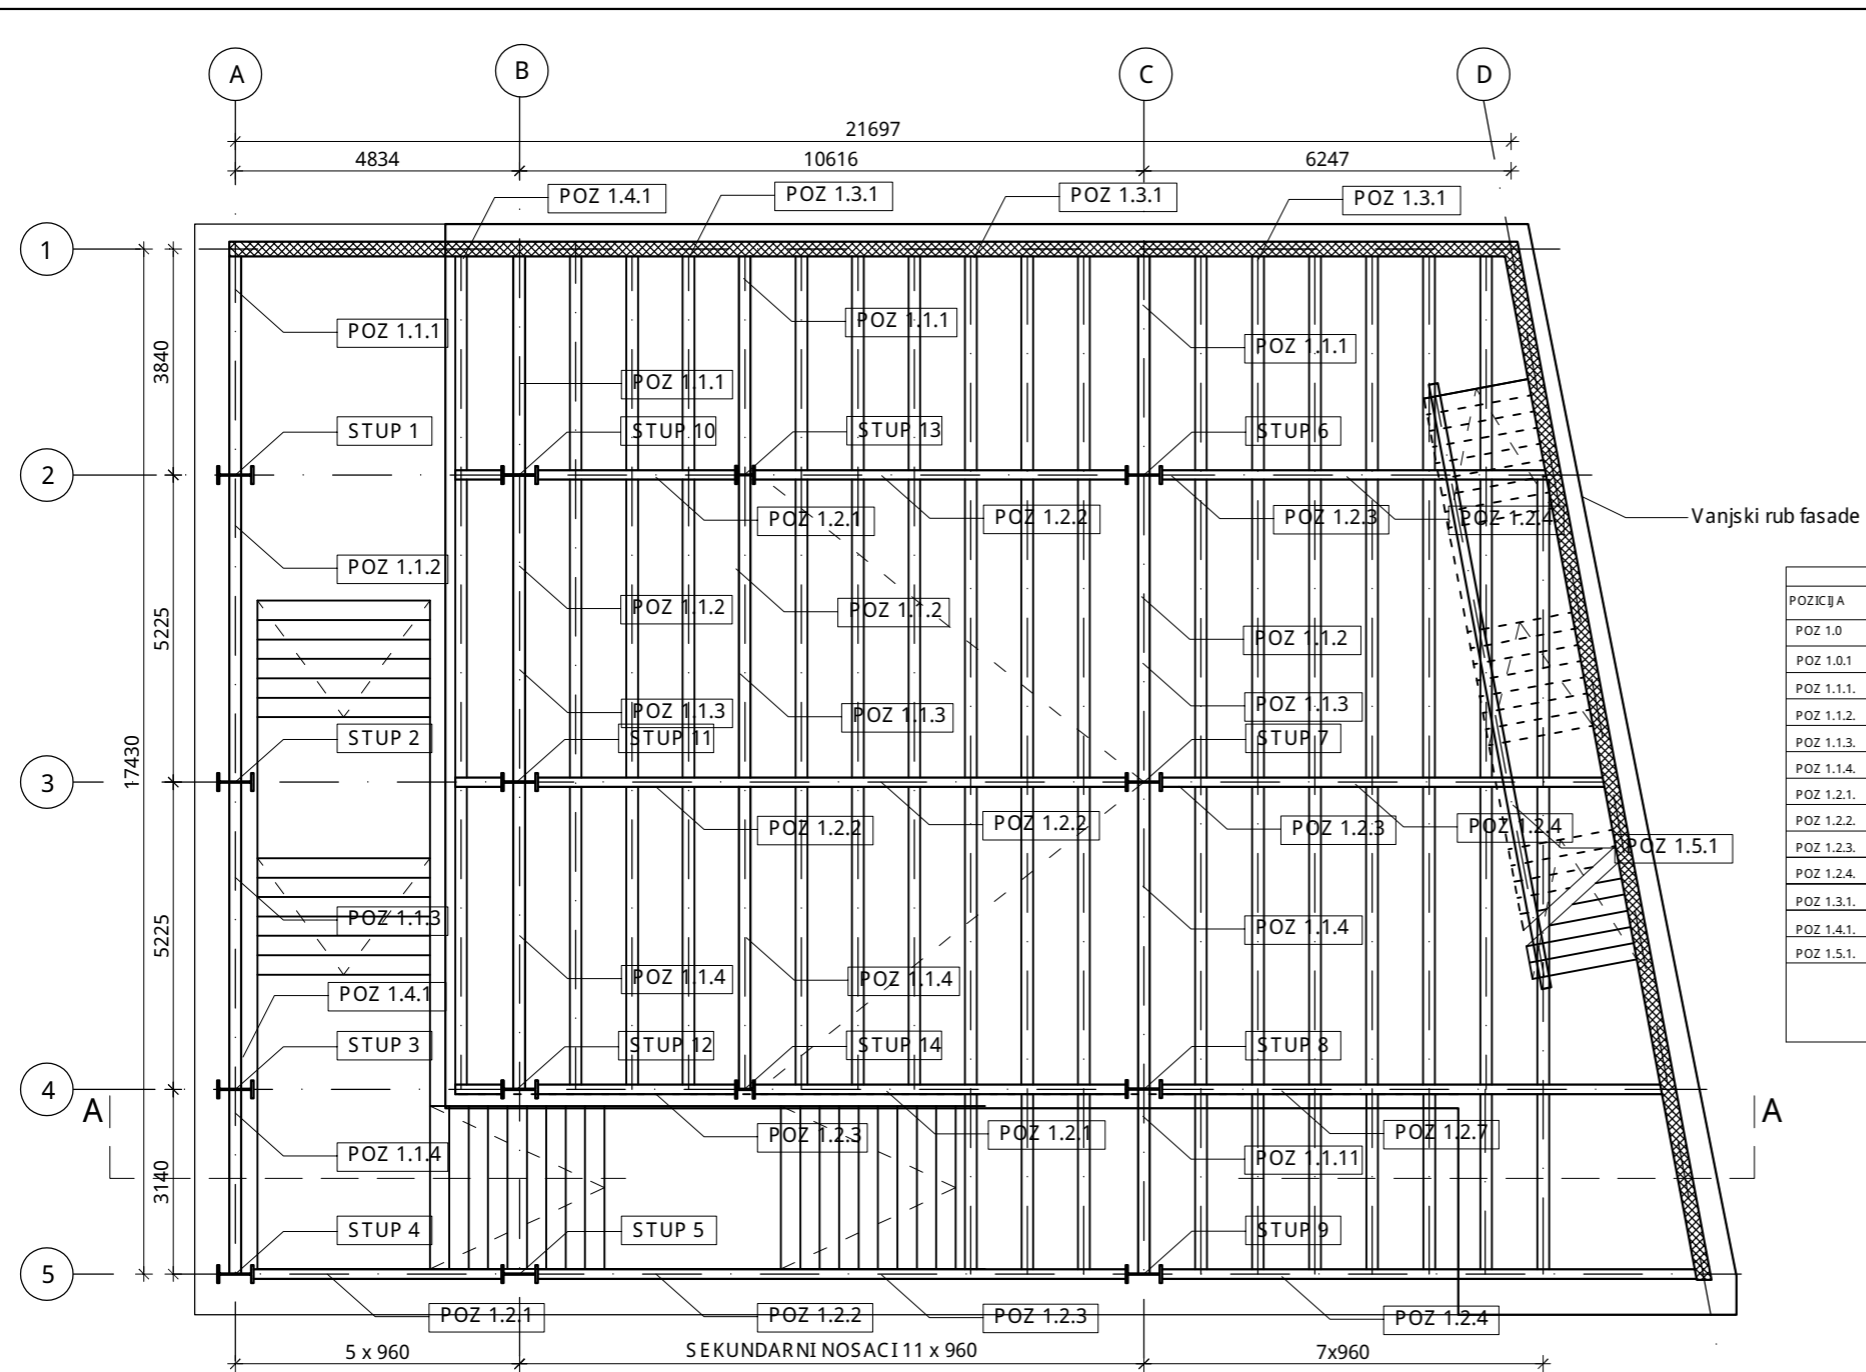 A
B
C
D
21697
4834
10616
6247
POZ 1.4.1
POZ 1.3.1
POZ 1.3.1
POZ 1.3.1
1
POZ 1.1.1
POZ 1.1.1
POZ 1.1.1
POZ 1.1.1
3840
STUP 1
STUP 10
STUP 13
STUP 6
2
POZ 1.2.1
POZ 1.2.2
POZ 1.2.3
POZ 1.2.4
Vanjski rub fasade
POZ 1.1.2
POZ 1.1.2
POZ 1.1.2
POZ 1.1.2
5225
POZICIJA
POZ 1.0
POZ 1.0.1
POZ 1.1.1.
POZ 1.1.2.
POZ 1.1.3.
POZ 1.1.4.
POZ 1.2.1.
POZ 1.2.2.
POZ 1.2.3.
POZ 1.2.4.
POZ 1.3.1.
POZ 1.4.1.
POZ 1.5.1.
POZ 1.1.3
POZ 1.1.3
POZ 1.1.3
STUP 2
STUP 11
STUP 7
17430
3
POZ 1.2.2
POZ 1.2.2
POZ 1.2.3
POZ 1.2.4
POZ 1.5.1
POZ 1.1.3
POZ 1.1.4
5225
POZ 1.1.4
POZ 1.1.4
POZ 1.4.1
STUP 3
STUP 12
STUP 14
STUP 8
4
A
A
POZ 1.2.3
POZ 1.2.1
POZ 1.2.7
POZ 1.1.4
POZ 1.1.11
3140
STUP 4
STUP 5
STUP 9
5
POZ 1.2.1
POZ 1.2.2
POZ 1.2.3
POZ 1.2.4
5 x 960
SEKUNDARNI NOSACI 11 x 960
7x960